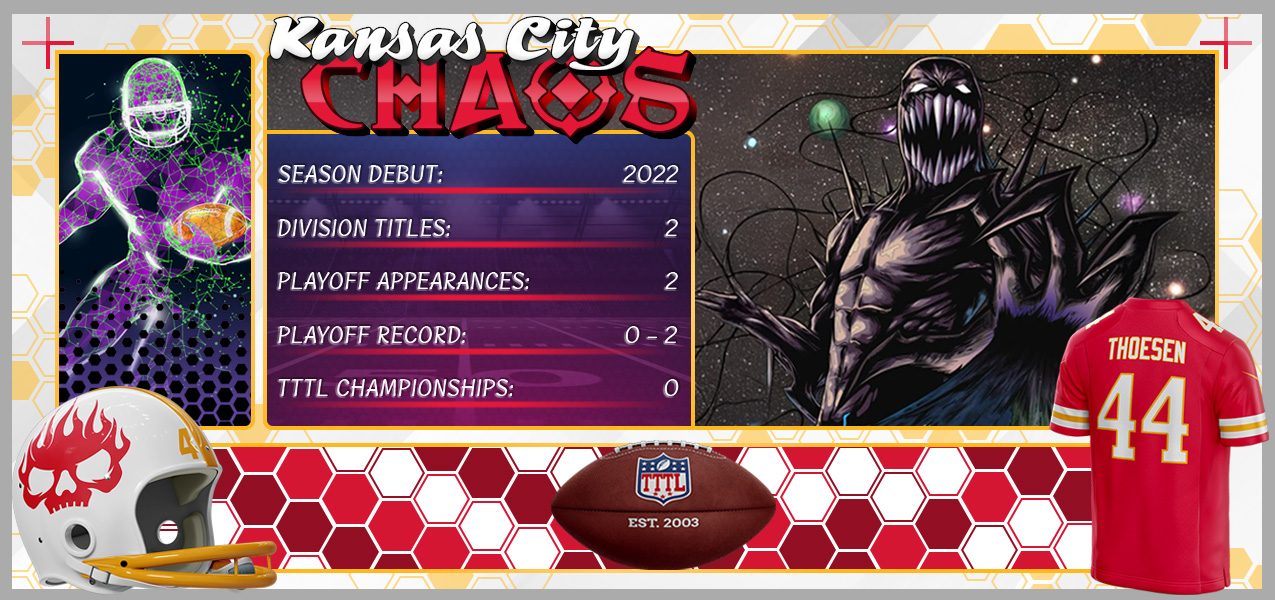 Kansas City
CHAOS
SEASON DEBUT: 2022
DIVISION TITLES: 2
PLAYOFF APPEARANCES: 2
PLAYOFF RECORD: 0 – 2
TTTL CHAMPIONSHIPS: 0
THOESEN
44
TTTL
EST. 2003